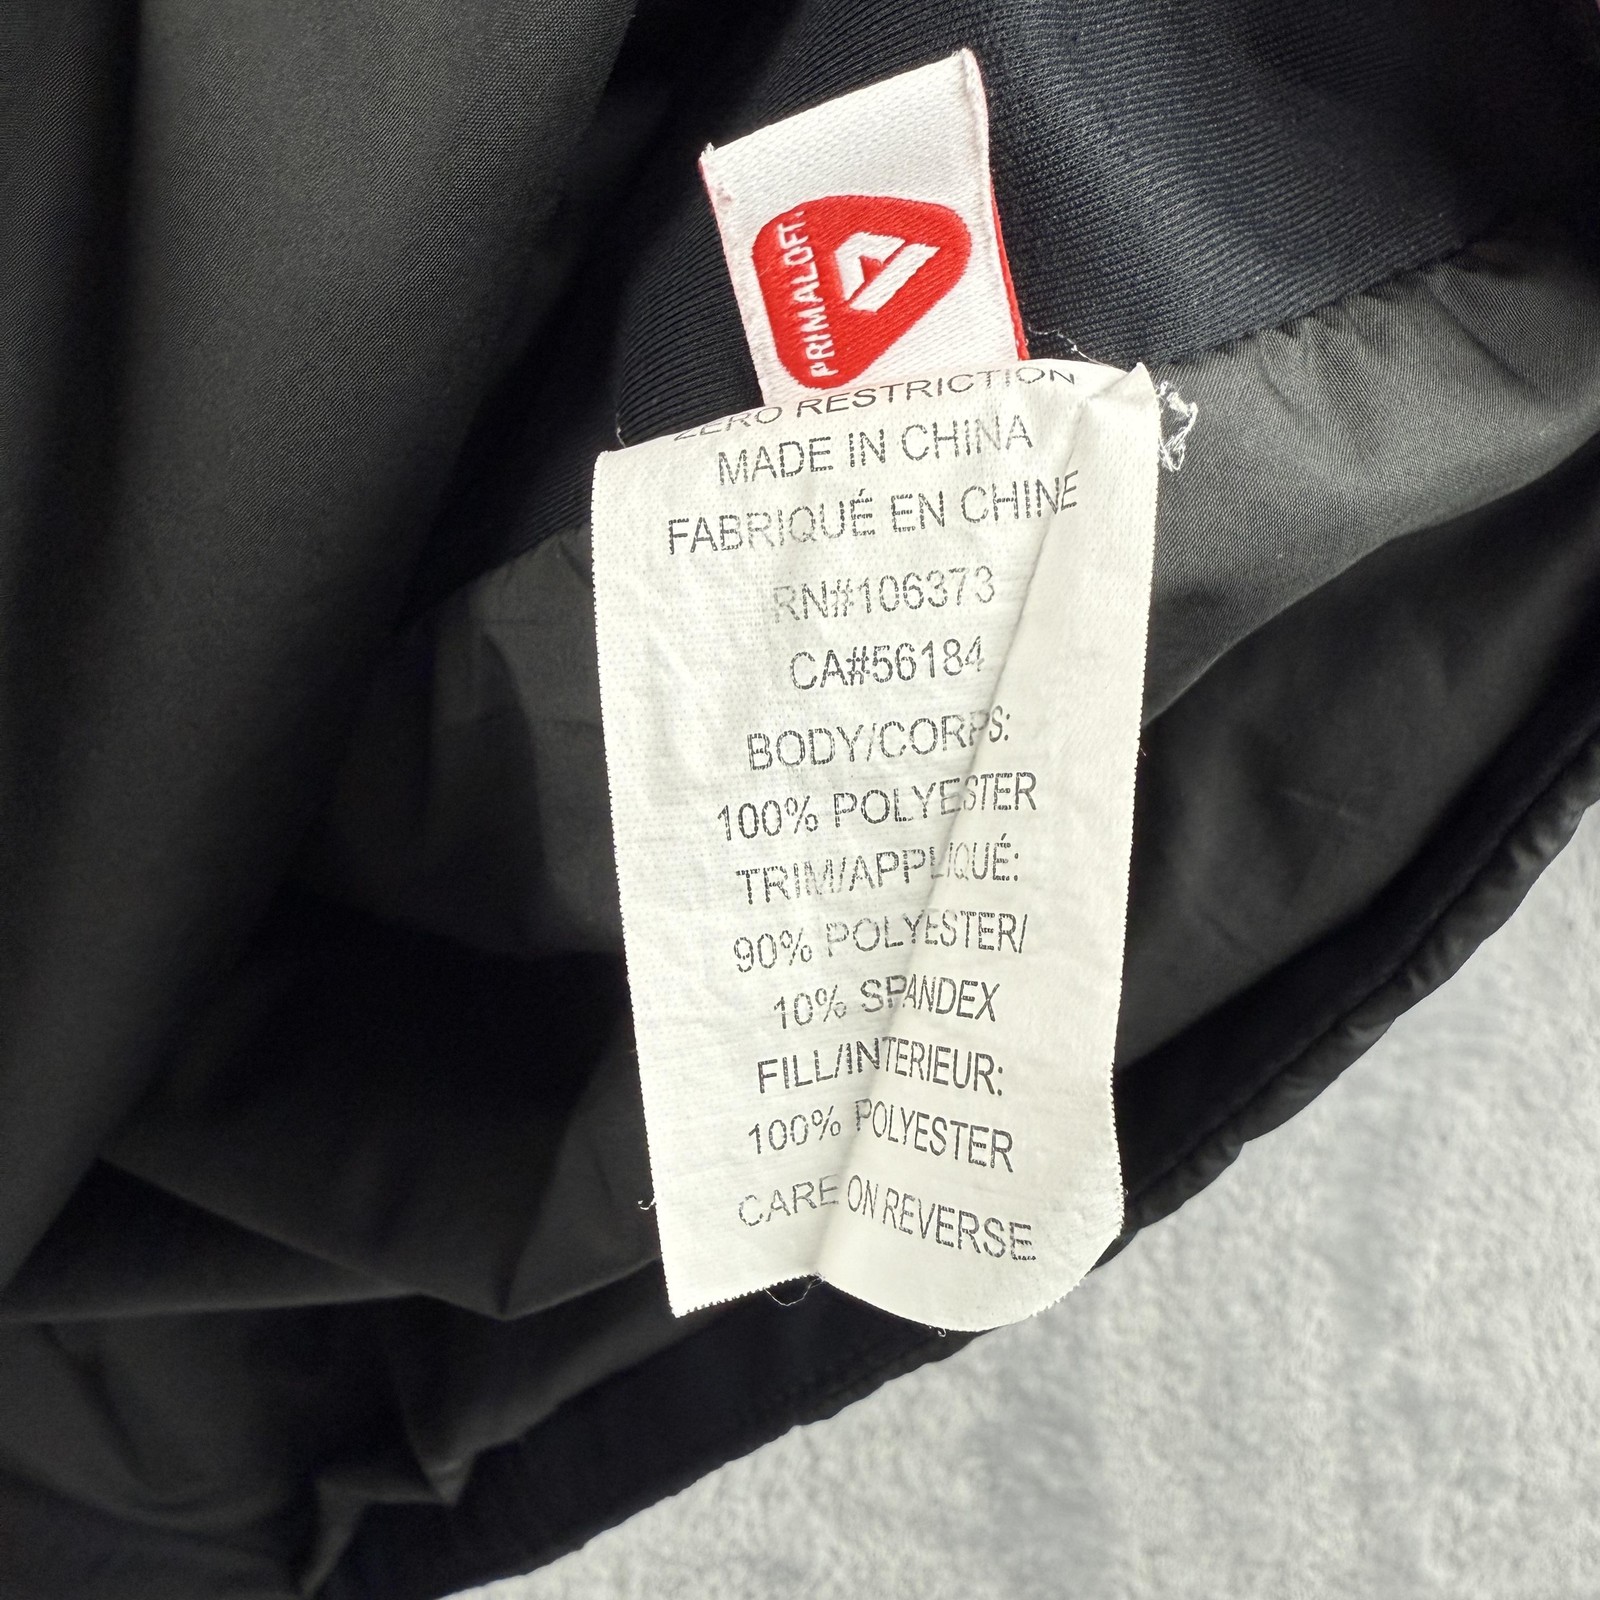 PRIMALOFT
ZERO RESTRICTION
MADE IN CHINA
FABRIQUÉ EN CHINE
RN#106373
CA#56184
BODY/CORPS:
100% POLYESTER
TRIM/APPLIQUÉ:
90% POLYESTER/
10% SPANDEX
FILL/INTERIEUR:
100% POLYESTER
CARE ON REVERSE